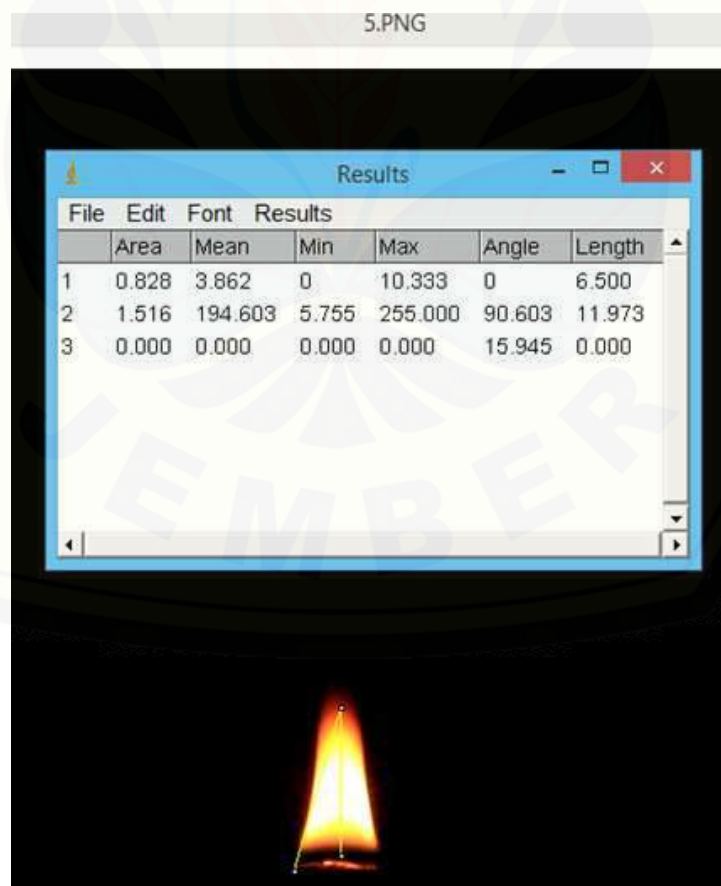 5.PNG
Results
File Edit Font Results
Area Mean Min Max Angle Length
1 0.828 3.862 0 10.333 0 6.500
2 1.516 194.603 5.755 255.000 90.603 11.973
3 0.000 0.000 0.000 0.000 15.945 0.000
JEMBER